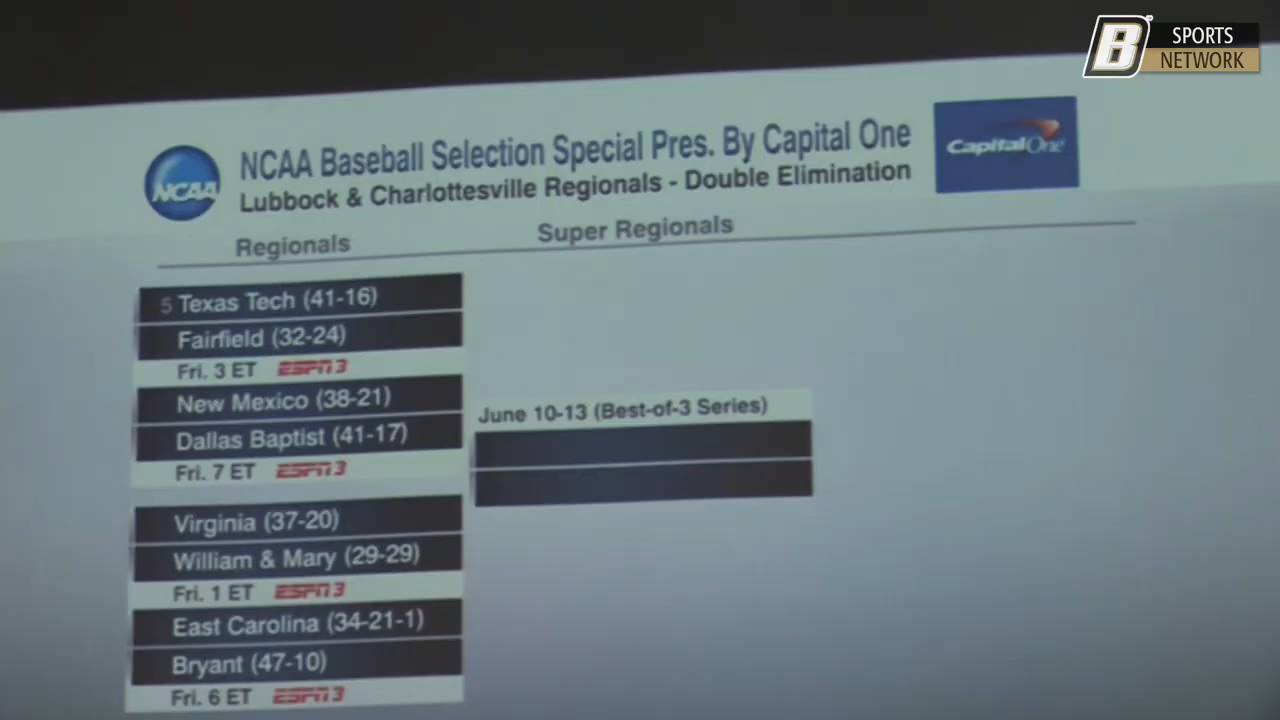 B SPORTS
NETWORK
NCAA
NCAA Baseball Selection Special Pres. By Capital One
Lubbock & Charlottesville Regionals - Double Elimination
CapitalOne
Regionals
Super Regionals
5 Texas Tech (41-16)
Fairfield (32-24)
Fri. 3 ET ESPN3
New Mexico (38-21)
Dallas Baptist (41-17)
Fri. 7 ET ESPN3
June 10-13 (Best-of-3 Series)
Virginia (37-20)
William & Mary (29-29)
Fri. 1 ET ESPN3
East Carolina (34-21-1)
Bryant (47-10)
Fri. 6 ET ESPN3